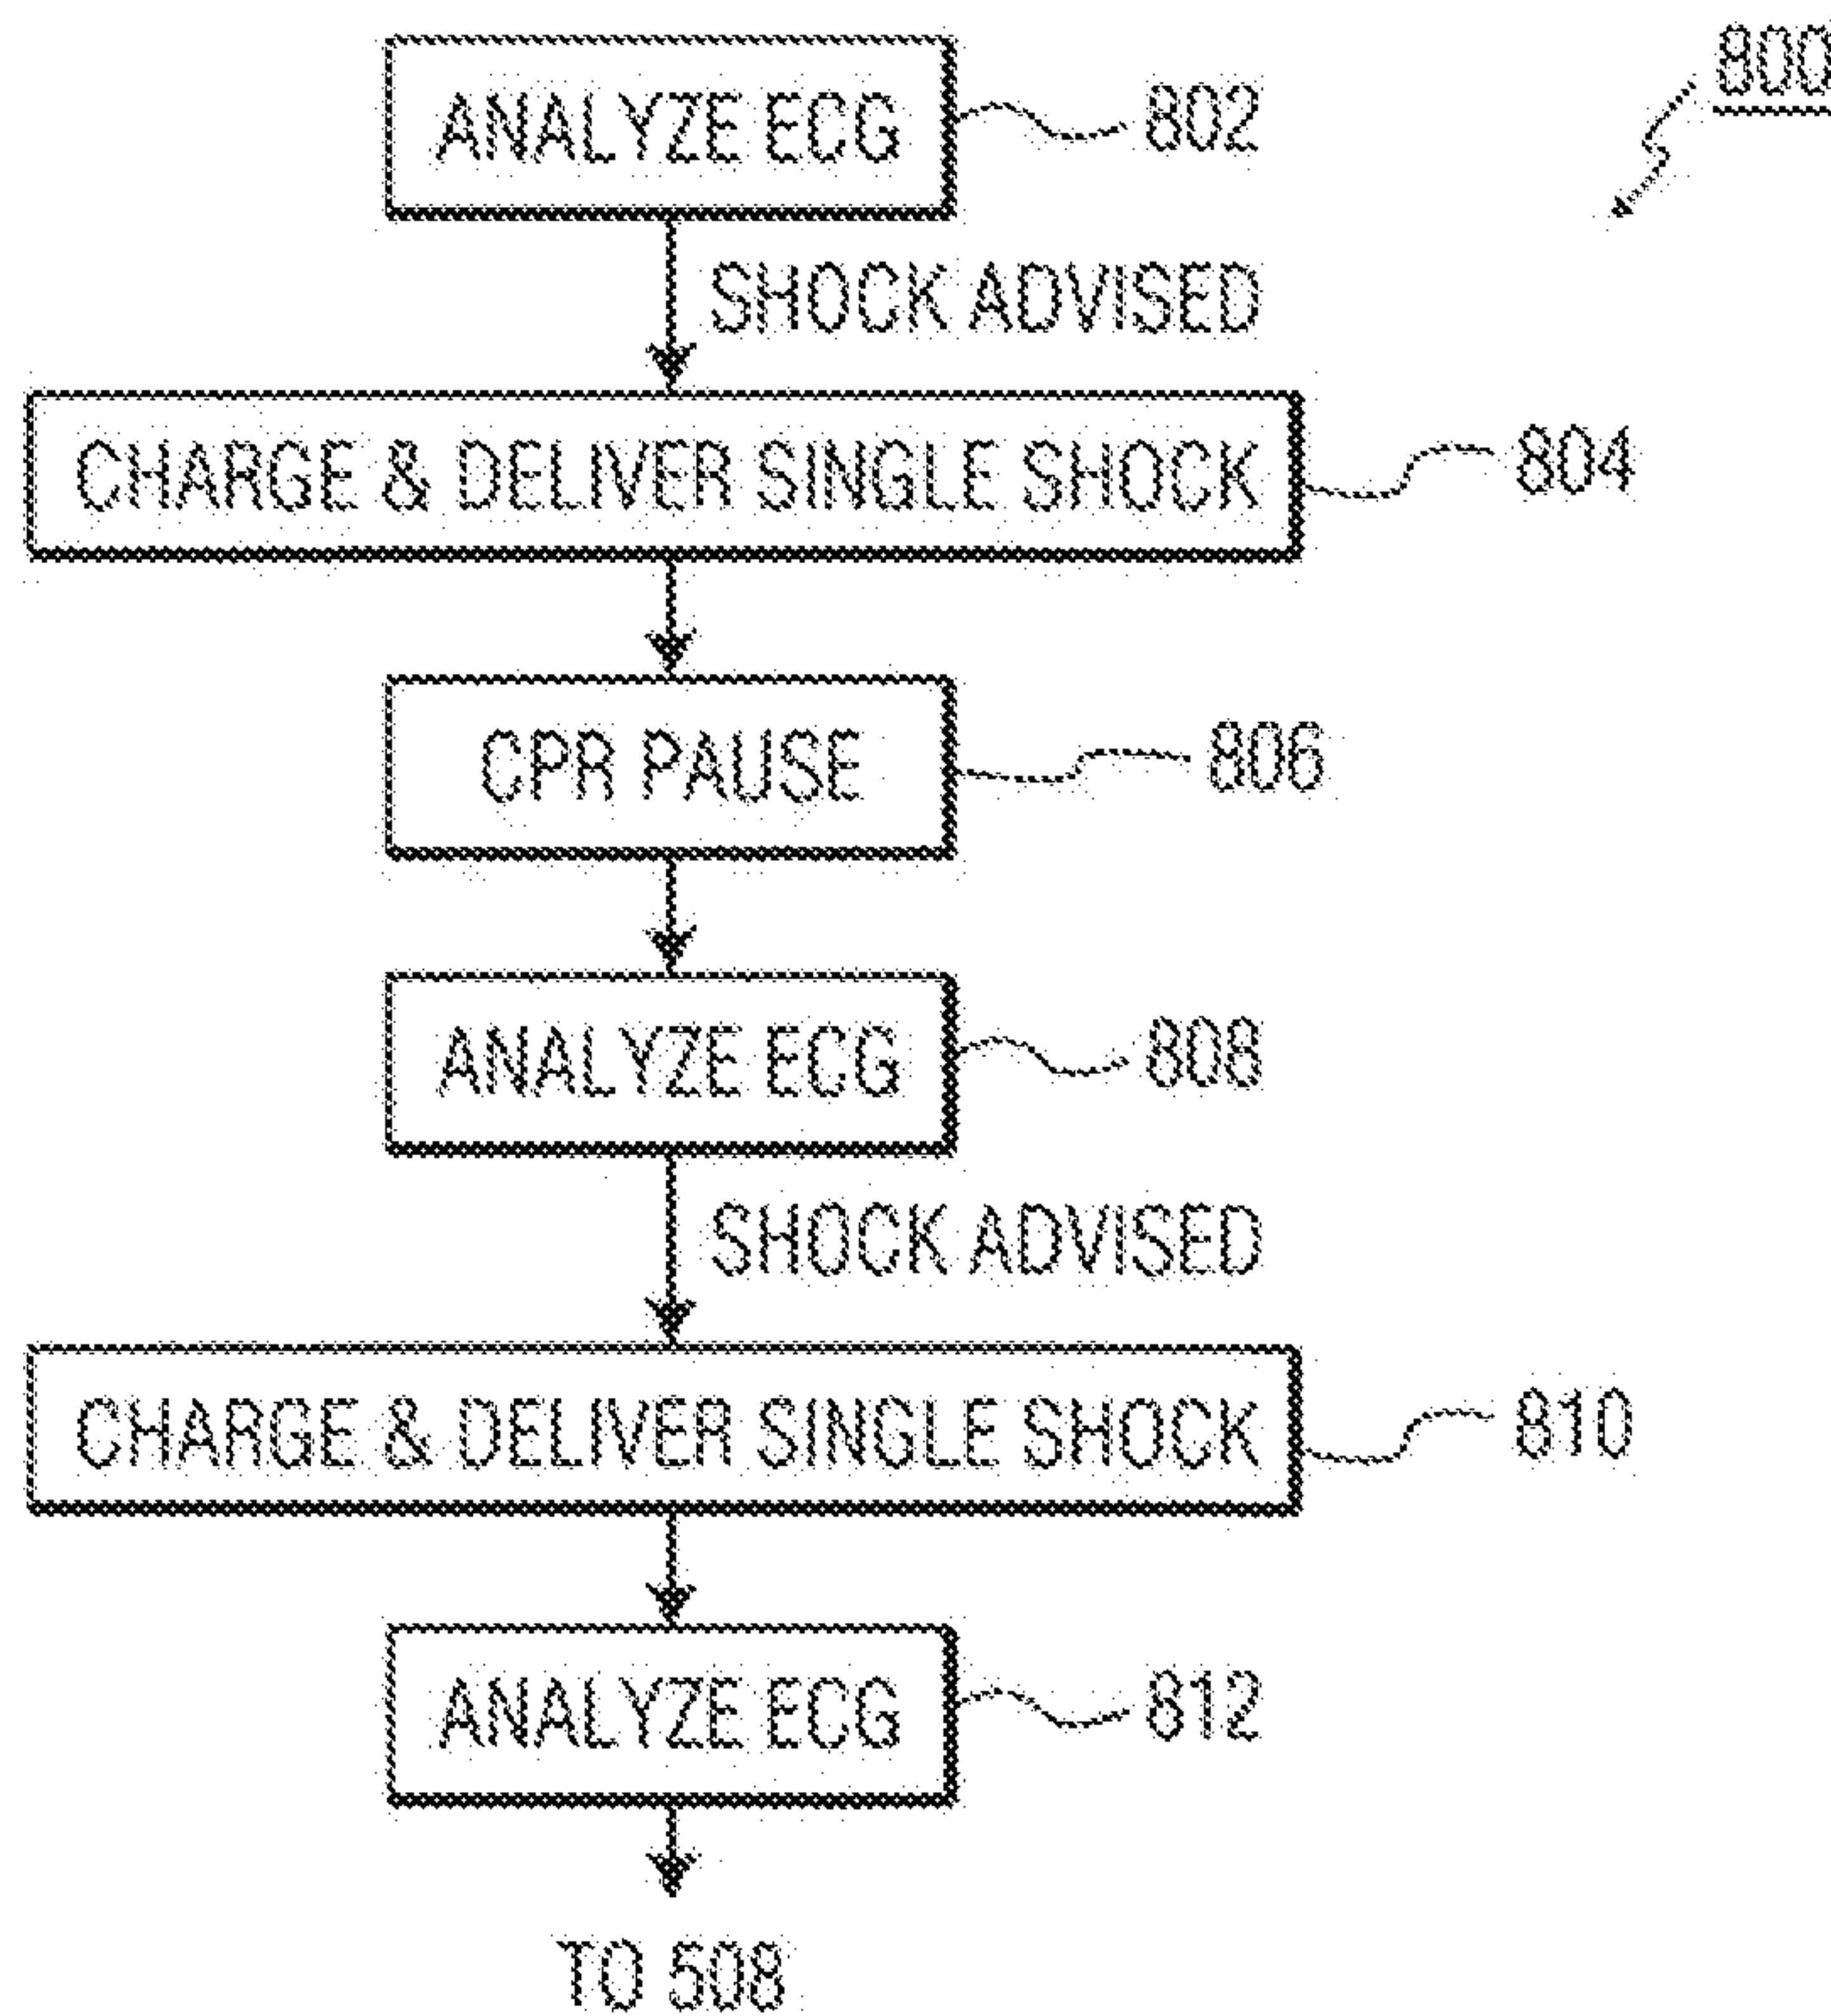 800
ANALYZE ECG 802
SHOCK ADVISED
CHARGE & DELIVER SINGLE SHOCK 804
CPR PAUSE 806
ANALYZE ECG 808
SHOCK ADVISED
CHARGE & DELIVER SINGLE SHOCK 810
ANALYZE ECG 812
TO 508